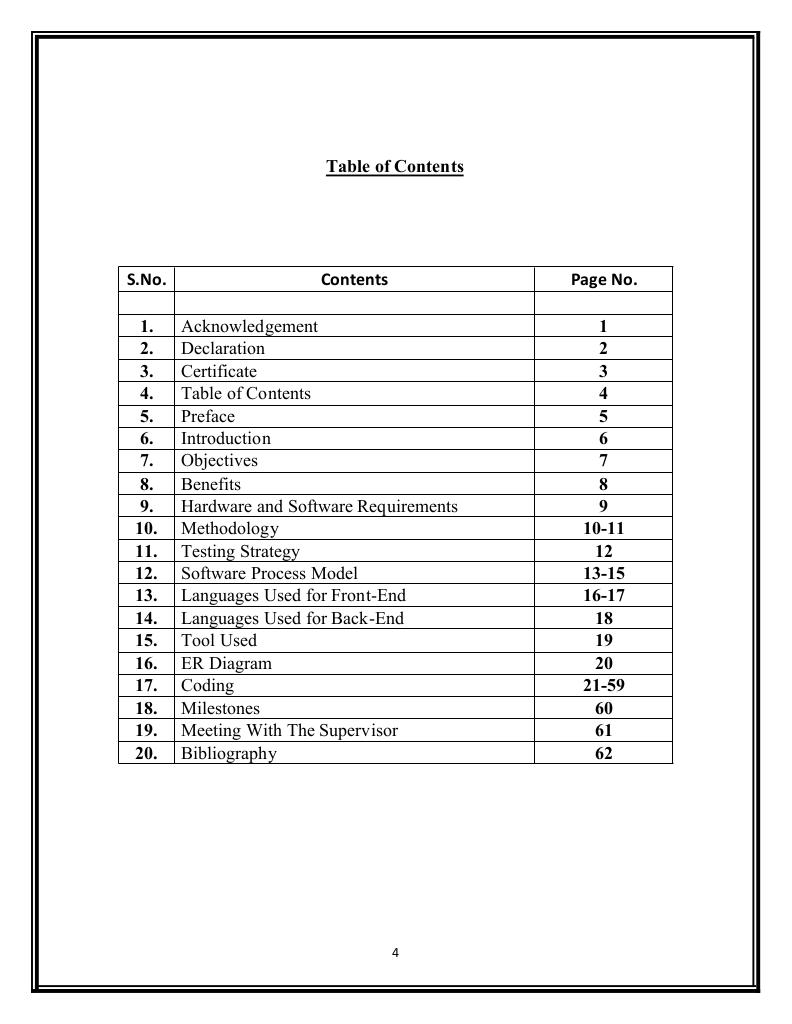 Table of Contents
S.No. Contents Page No.
1. Acknowledgement 1
2. Declaration 2
3. Certificate 3
4. Table of Contents 4
5. Preface 5
6. Introduction 6
7. Objectives 7
8. Benefits 8
9. Hardware and Software Requirements 9
10. Methodology 10-11
11. Testing Strategy 12
12. Software Process Model 13-15
13. Languages Used for Front-End 16-17
14. Languages Used for Back-End 18
15. Tool Used 19
16. ER Diagram 20
17. Coding 21-59
18. Milestones 60
19. Meeting With The Supervisor 61
20. Bibliography 62
4